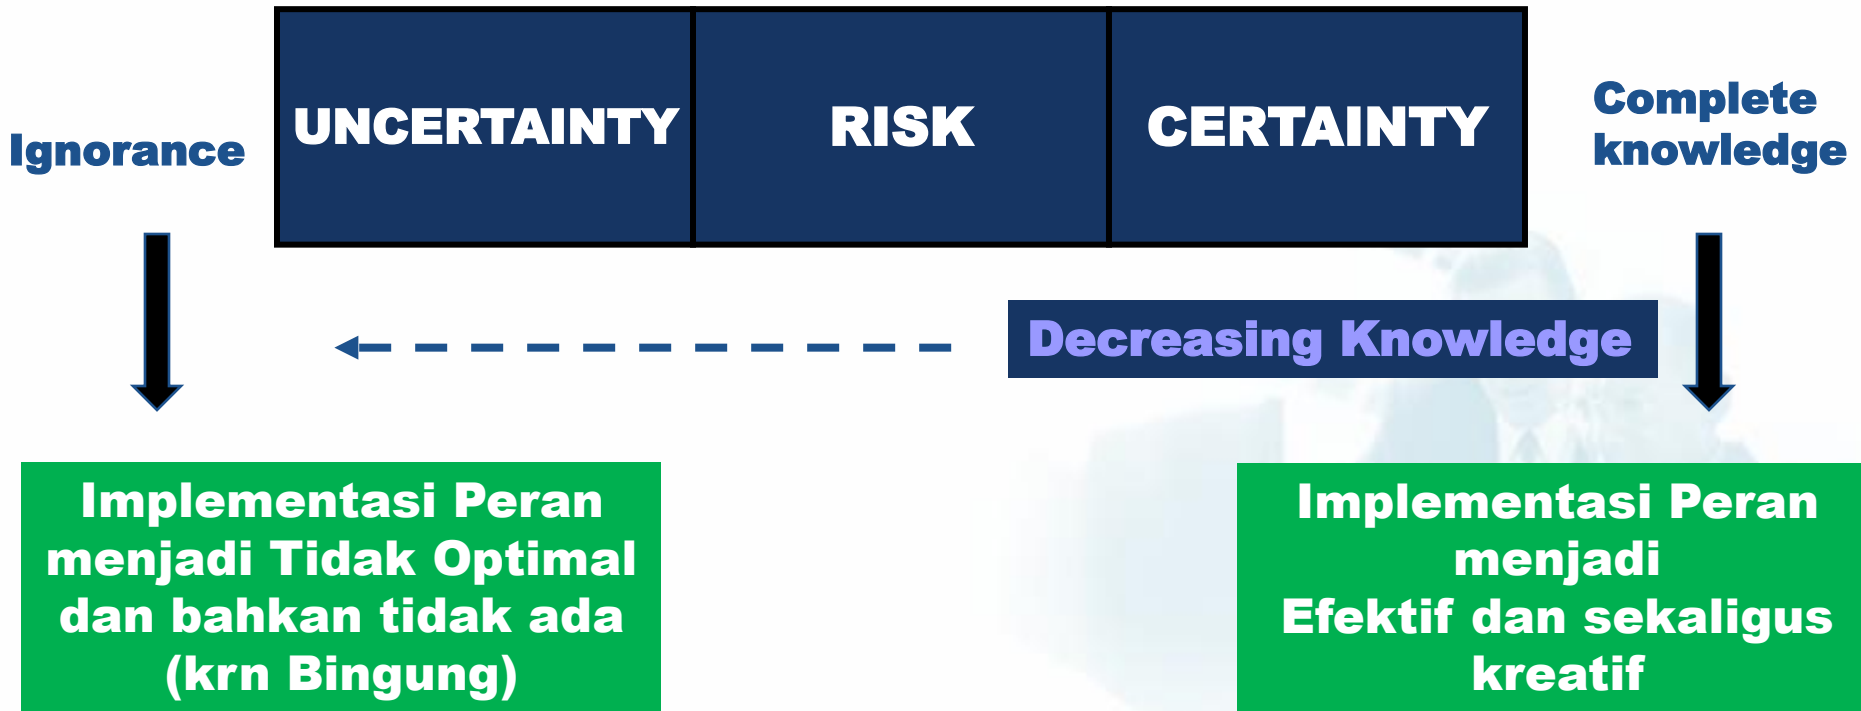 Ignorance
UNCERTAINTY
RISK
CERTAINTY
Complete
knowledge
Decreasing Knowledge
Implementasi Peran
menjadi Tidak Optimal
dan bahkan tidak ada
(krn Bingung)
Implementasi Peran
menjadi
Efektif dan sekaligus
kreatif